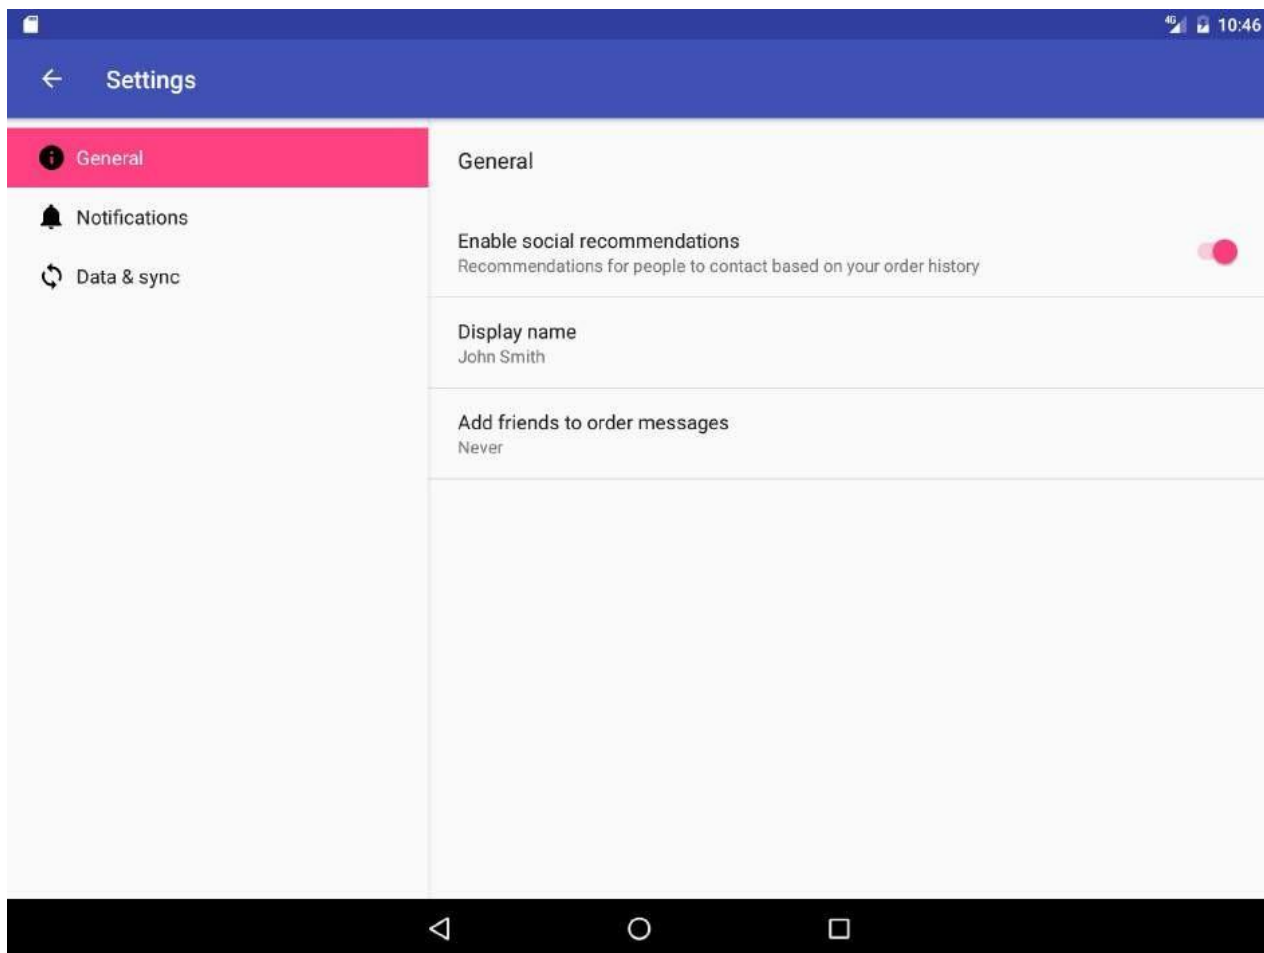 4G 10:46
Settings
General
Notifications
Data & sync
General
Enable social recommendations
Recommendations for people to contact based on your order history
Display name
John Smith
Add friends to order messages
Never